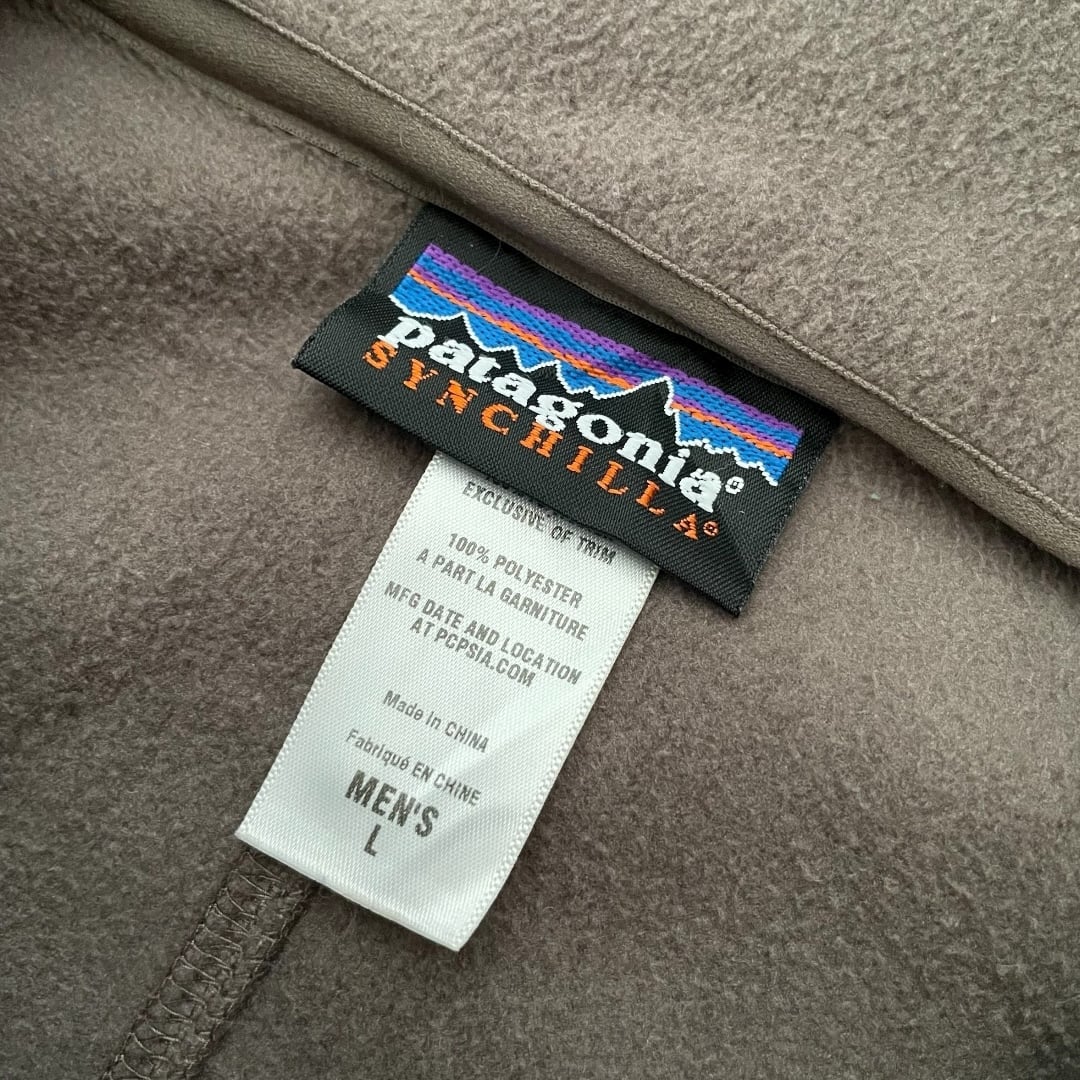 patagonia®
SYNCHILLA®
EXCLUSIVE OF TRIM
100% POLYESTER
A PART LA GARNITURE
MFG DATE AND LOCATION
AT PCPSIA.COM
Made in CHINA
Fabriqué EN CHINE
MEN'S
L